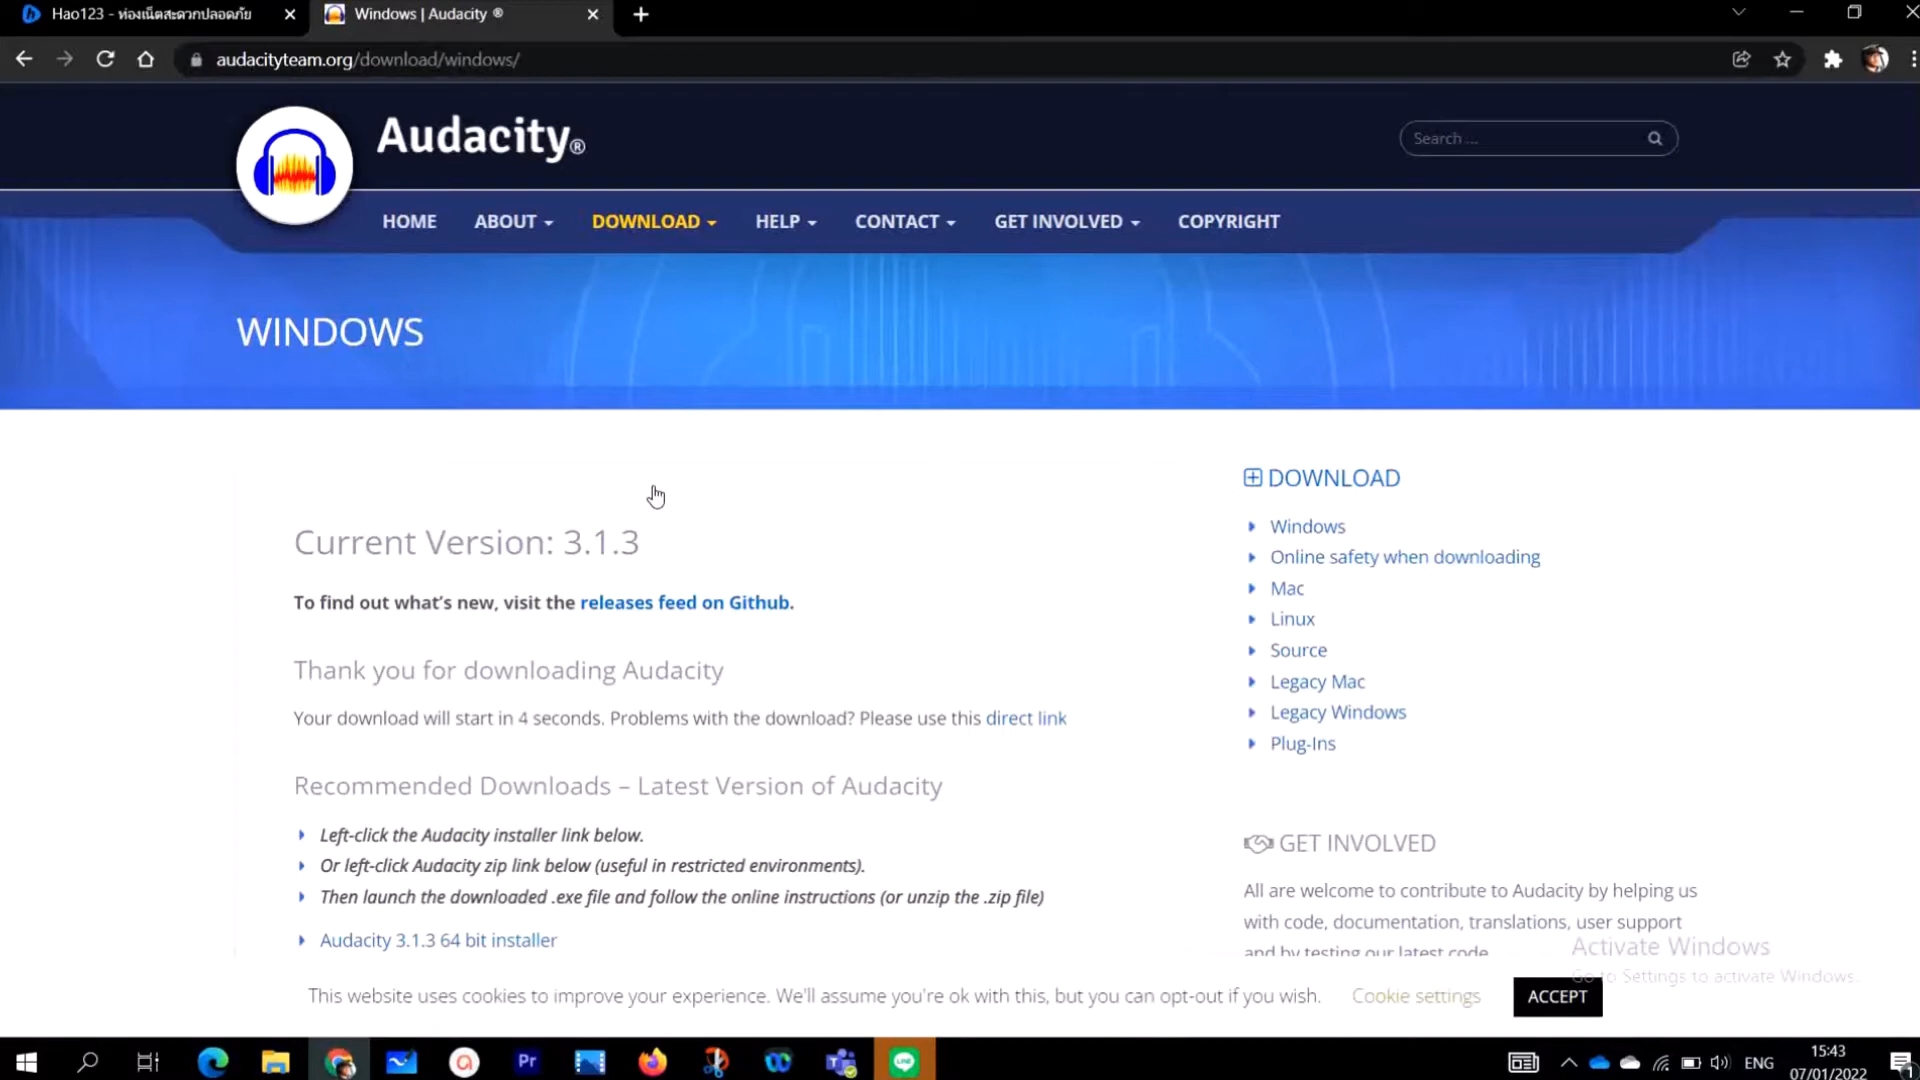 Hao123 - ท่องเน็ตสะดวกปลอดภัย
Windows | Audacity ®
audacityteam.org/download/windows/
Audacity®
Search ...
HOME ABOUT DOWNLOAD HELP CONTACT GET INVOLVED COPYRIGHT
WINDOWS
Current Version: 3.1.3
To find out what's new, visit the releases feed on Github.
Thank you for downloading Audacity
Your download will start in 4 seconds. Problems with the download? Please use this direct link
Recommended Downloads – Latest Version of Audacity
Left-click the Audacity installer link below.
Or left-click Audacity zip link below (useful in restricted environments).
Then launch the downloaded .exe file and follow the online instructions (or unzip the .zip file)
Audacity 3.1.3 64 bit installer
DOWNLOAD
Windows
Online safety when downloading
Mac
Linux
Source
Legacy Mac
Legacy Windows
Plug-Ins
GET INVOLVED
All are welcome to contribute to Audacity by helping us
with code, documentation, translations, user support
and by testing our latest code
Activate Windows
Go to Settings to activate Windows.
This website uses cookies to improve your experience. We'll assume you're ok with this, but you can opt-out if you wish. Cookie settings ACCEPT
Pr
ENG
15:43
07/01/2022
1